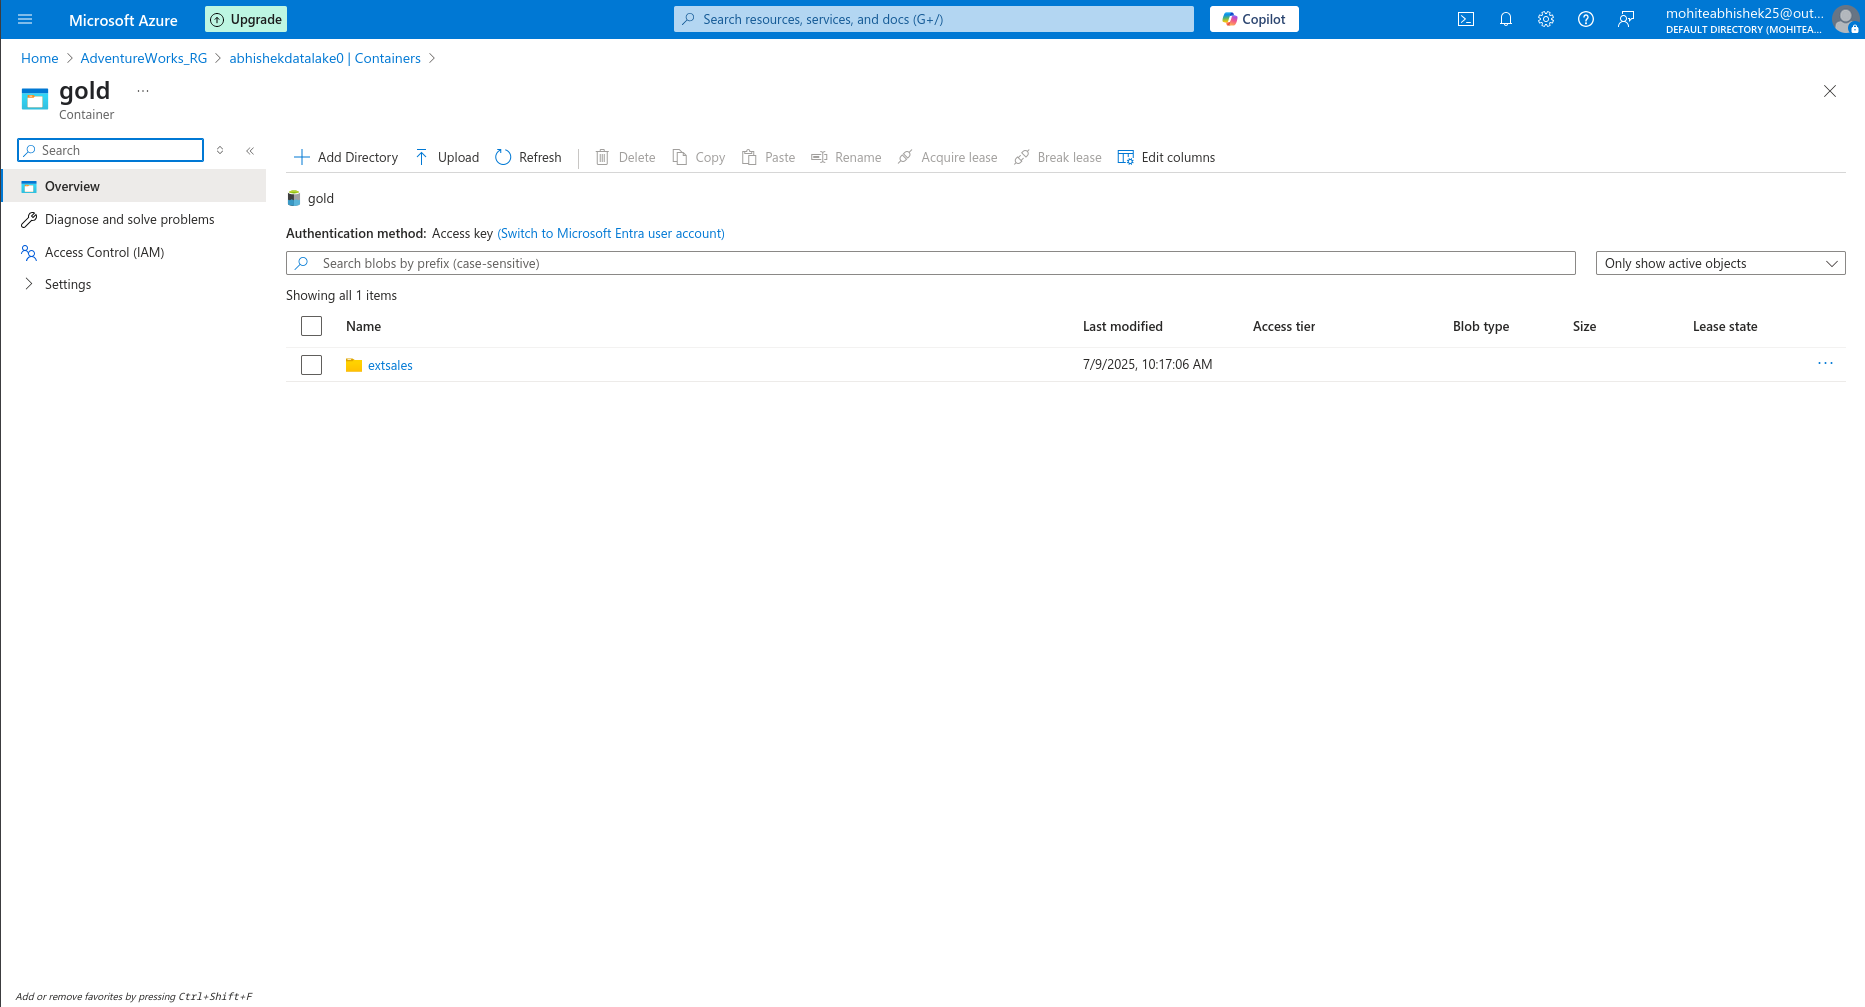 Microsoft Azure
Upgrade
Search resources, services, and docs (G+/)
Copilot
mohiteabhishek25@out...
DEFAULT DIRECTORY (MOHITEA...
Home > AdventureWorks_RG > abhishekdatalake0 | Containers >
gold ...
Container
Search
Overview
Diagnose and solve problems
Access Control (IAM)
Settings
Add Directory Upload Refresh Delete Copy Paste Rename Acquire lease Break lease Edit columns
gold
Authentication method: Access key (Switch to Microsoft Entra user account)
Search blobs by prefix (case-sensitive)
Only show active objects
Showing all 1 items
Name Last modified Access tier Blob type Size Lease state
extsales 7/9/2025, 10:17:06 AM ...
Add or remove favorites by pressing Ctrl+Shift+F